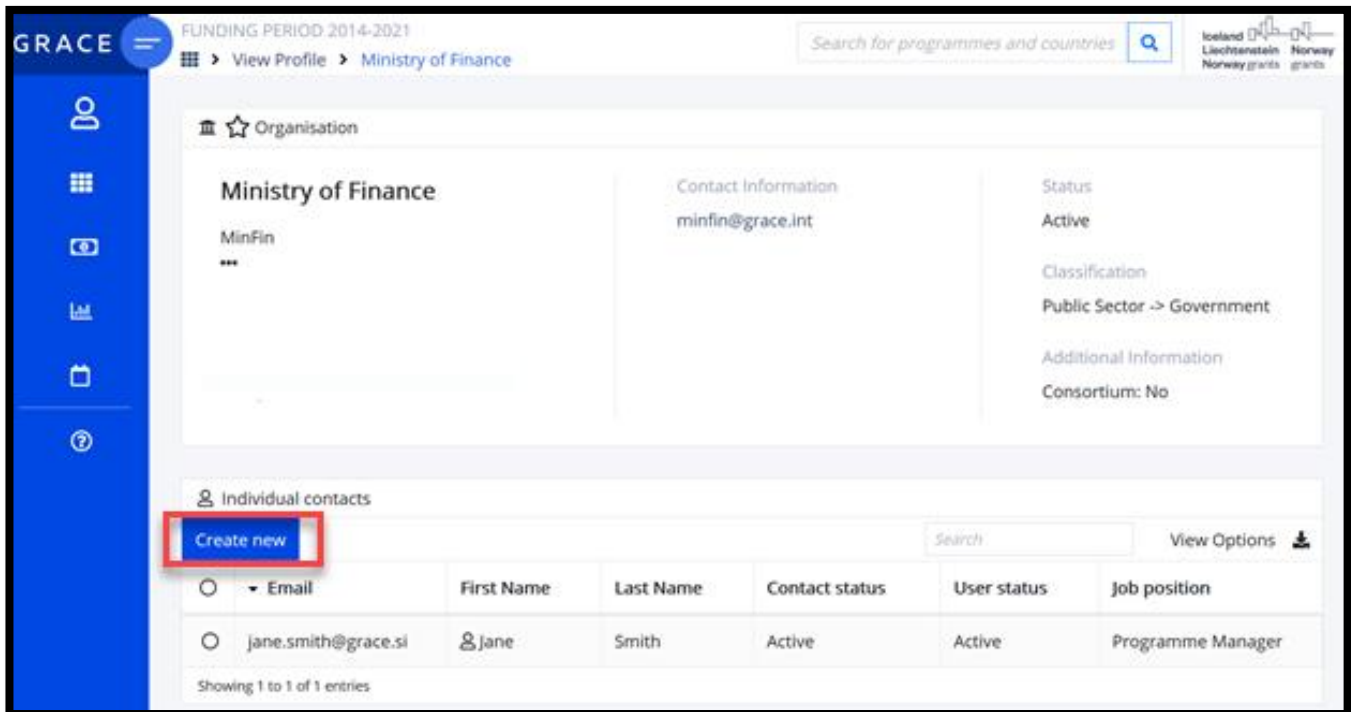 GRACE
FUNDING PERIOD 2014-2021
View Profile > Ministry of Finance
Search for programmes and countries
Iceland
Liechtenstein Norway
Norway grants grants
Organisation
Ministry of Finance
MinFin
•••
Contact Information
minfin@grace.int
Status
Active
Classification
Public Sector -> Government
Additional Information
Consortium: No
Individual contacts
Create new
Search
View Options
Email First Name Last Name Contact status User status Job position
jane.smith@grace.si Jane Smith Active Active Programme Manager
Showing 1 to 1 of 1 entries